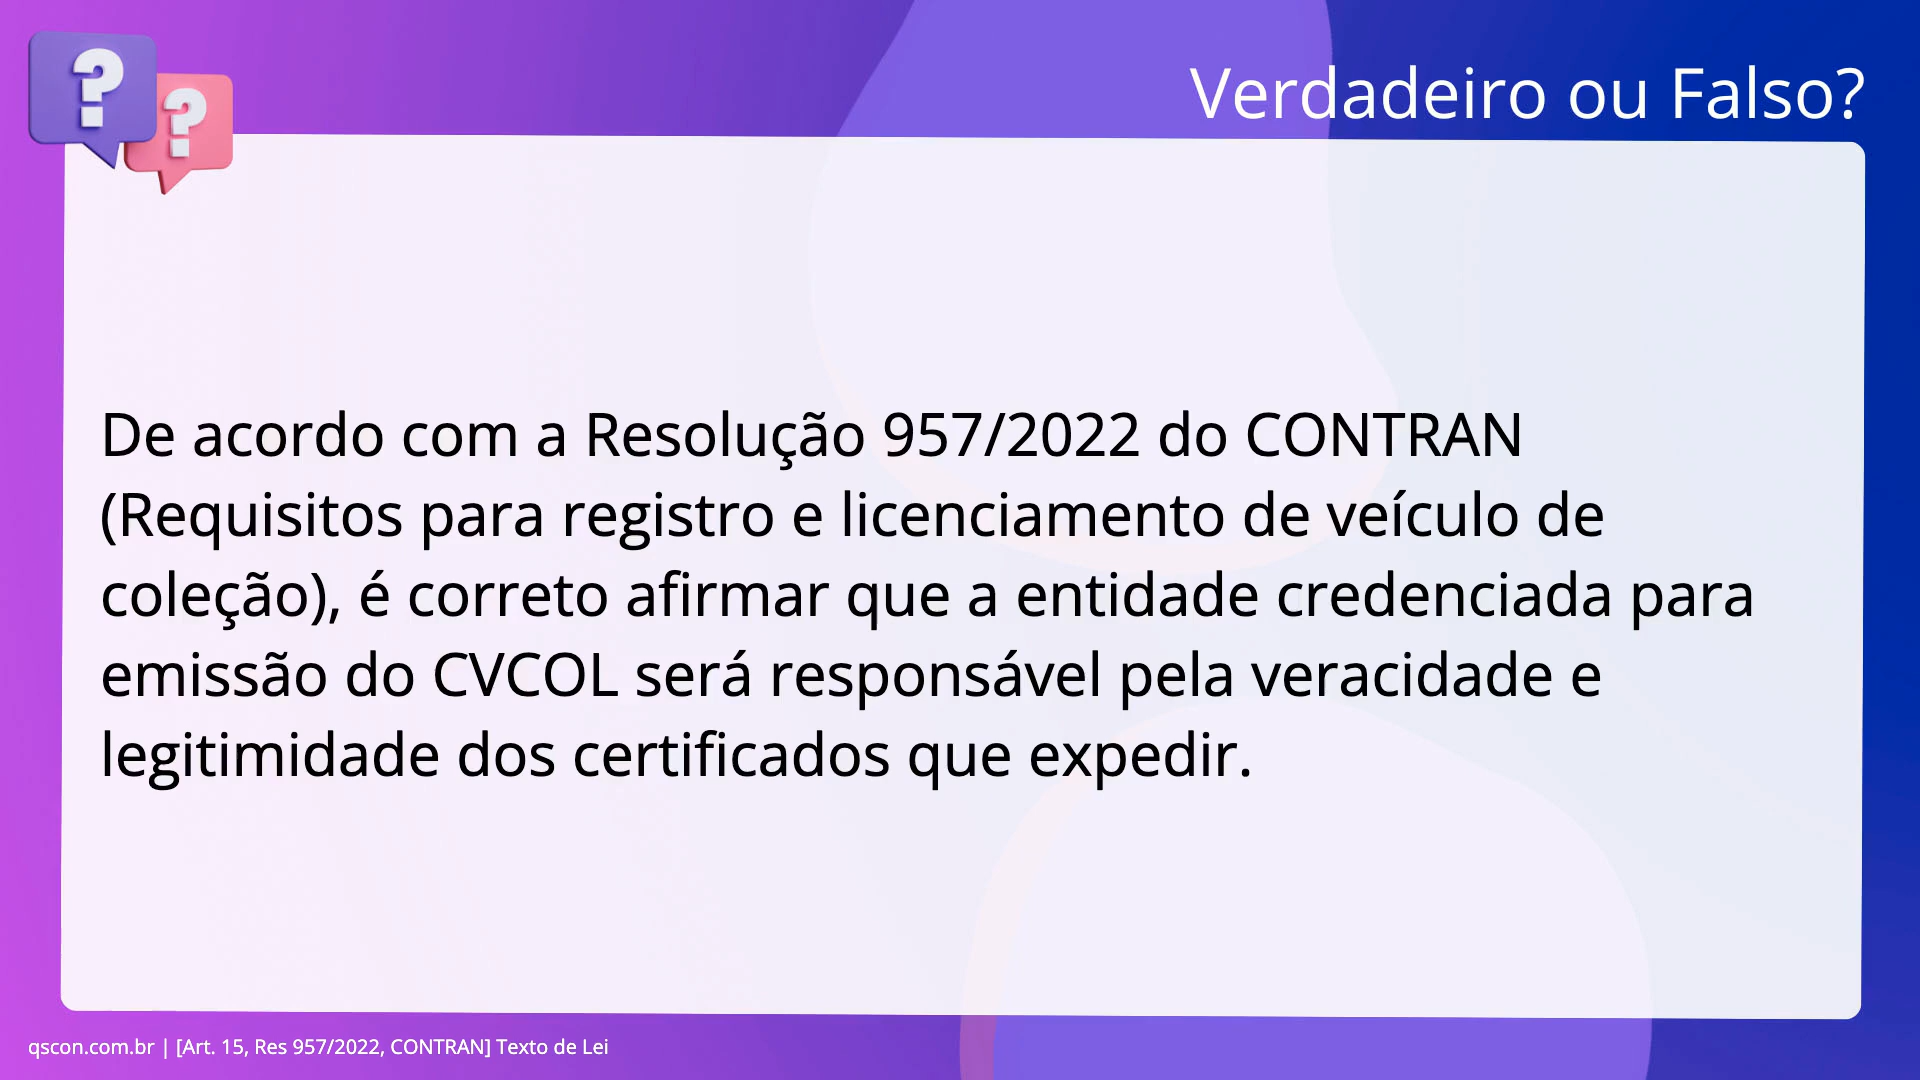 ? ?
Verdadeiro ou Falso?
De acordo com a Resolução 957/2022 do CONTRAN
(Requisitos para registro e licenciamento de veículo de
coleção), é correto afirmar que a entidade credenciada para
emissão do CVCOL será responsável pela veracidade e
legitimidade dos certificados que expedir.
qscon.com.br | [Art. 15, Res 957/2022, CONTRAN] Texto de Lei